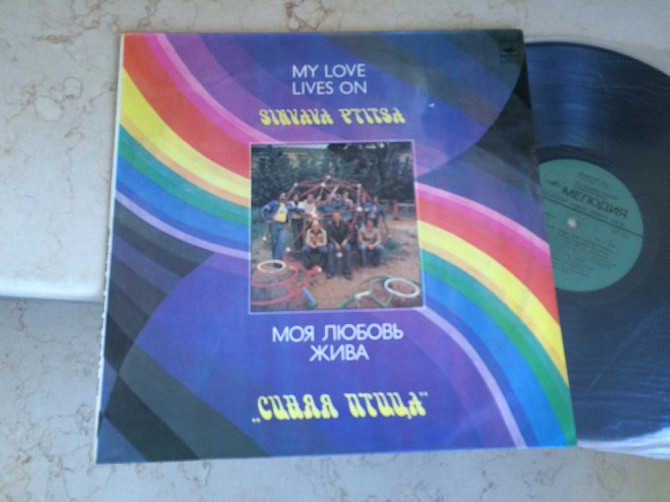 MY LOVE
LIVES ON
SINYAYA PTITSA
МОЯ ЛЮБОВЬ
ЖИВА
„СИНЯЯ ПТИЦА"
МЕЛОДИЯ